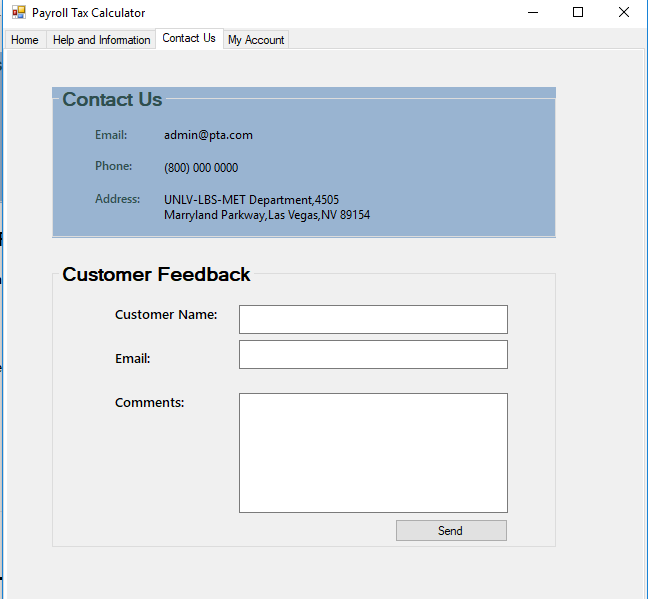 Payroll Tax Calculator
Home Help and Information Contact Us My Account
Contact Us
Email: admin@pta.com
Phone: (800) 000 0000
Address: UNLV-LBS-MET Department,4505
Marryland Parkway,Las Vegas,NV 89154
Customer Feedback
Customer Name:
Email:
Comments:
Send